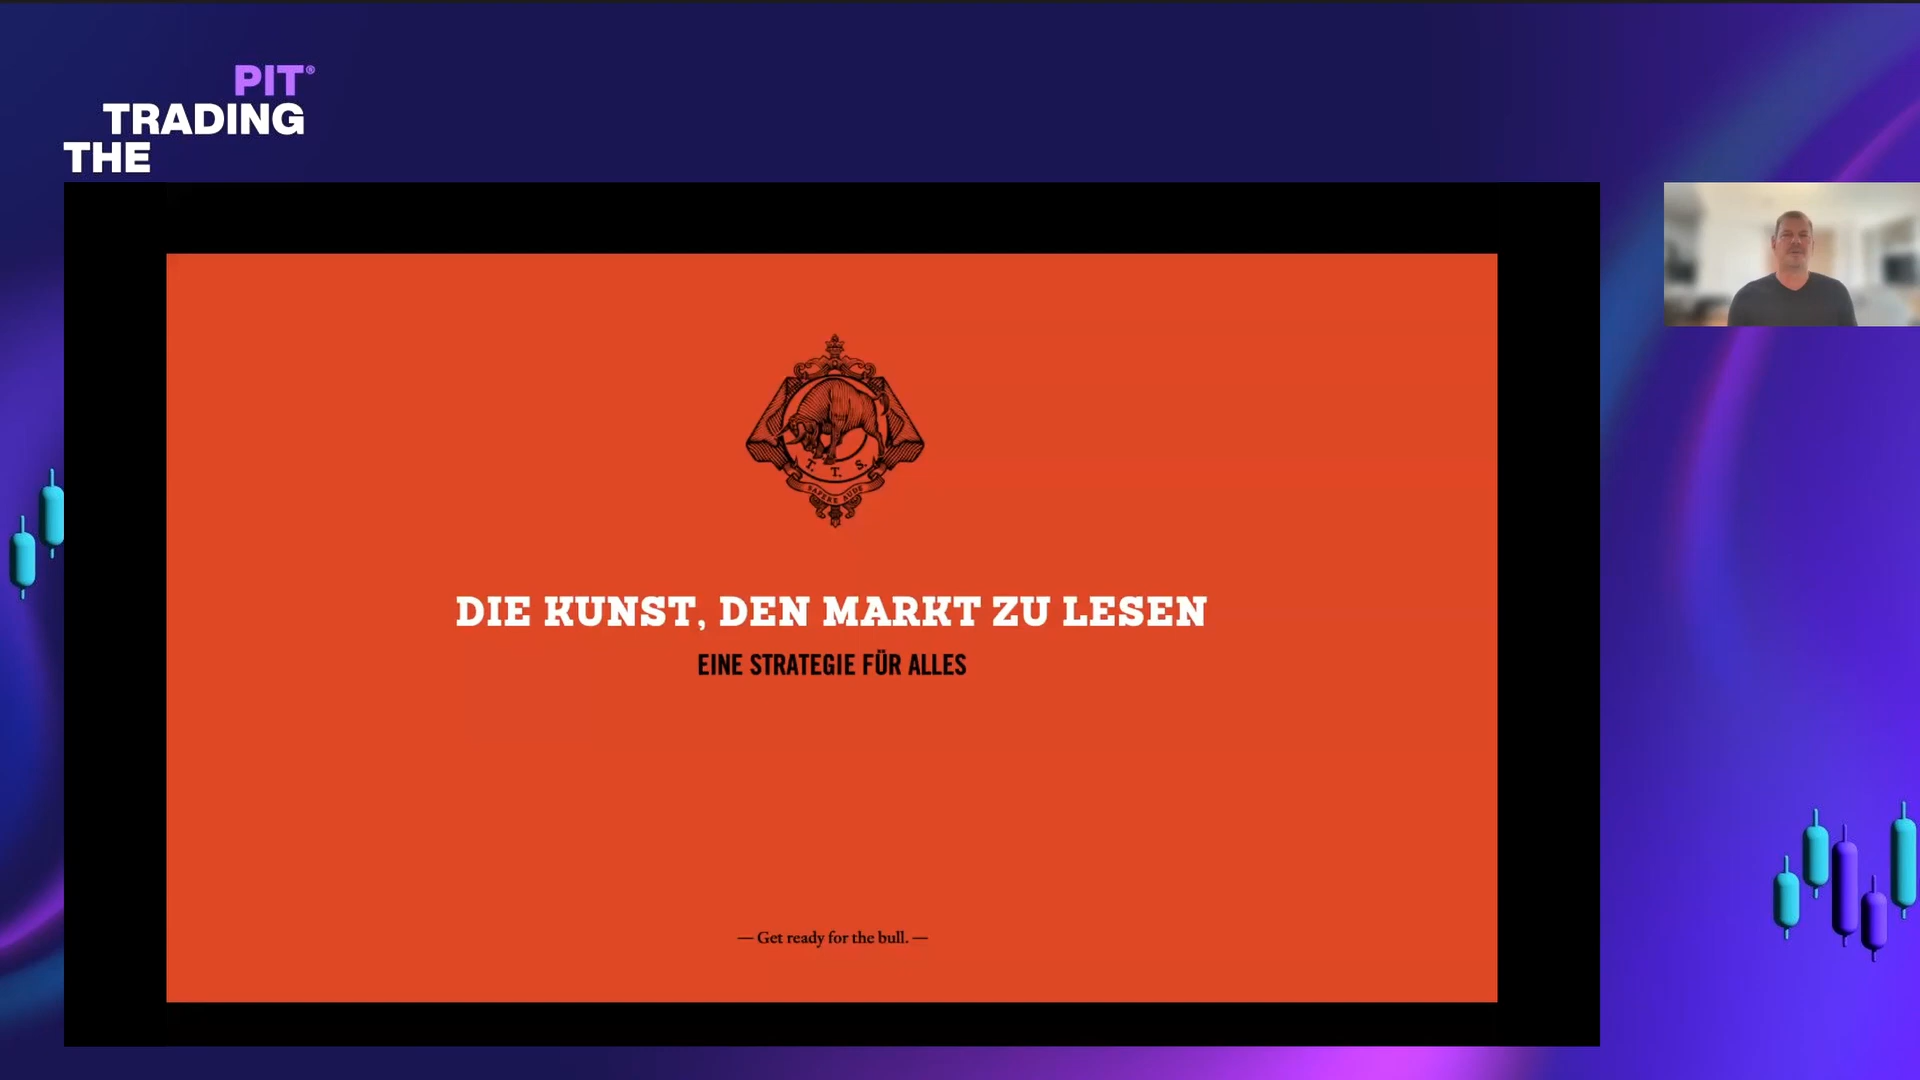 PIT®
TRADING
THE
T. T. S.
SAPERE AUDE
DIE KUNST, DEN MARKT ZU LESEN
EINE STRATEGIE FÜR ALLES
— Get ready for the bull. —